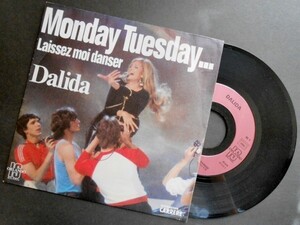 Monday Tuesday...
Laissez moi danser
Dalida
DALIDA